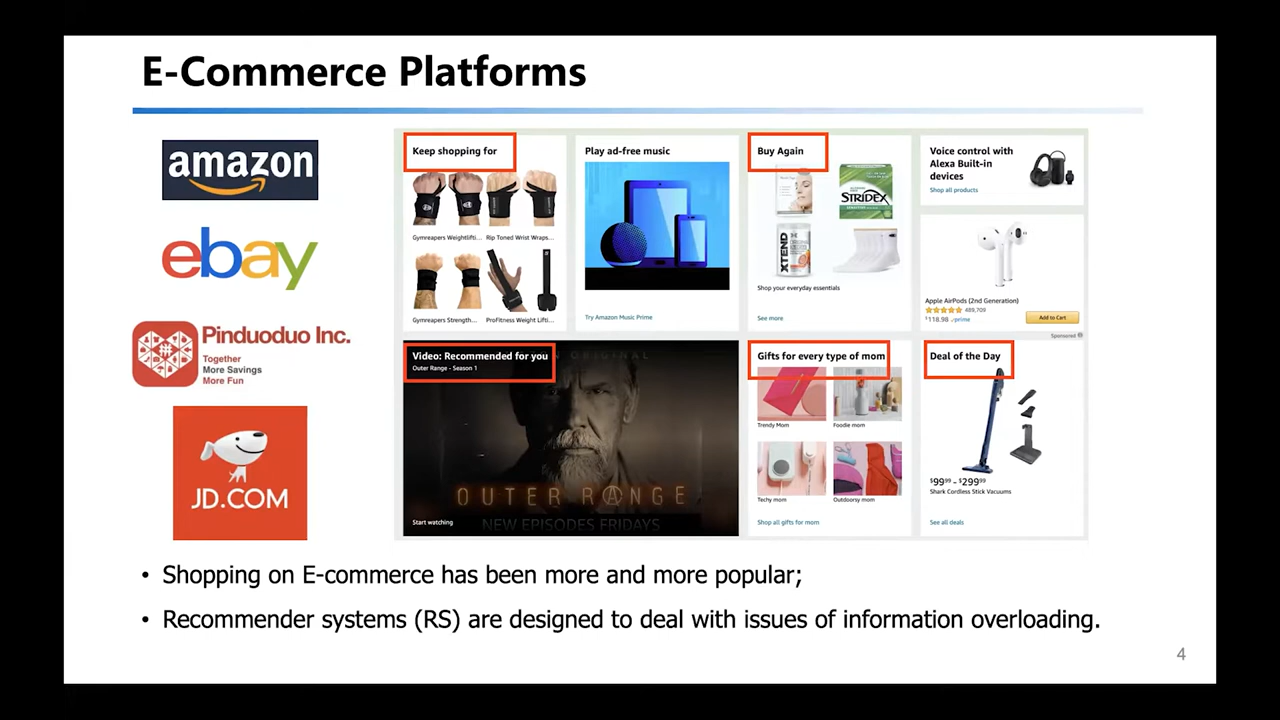 E-Commerce Platforms
amazon
ebay
Pinduoduo Inc.
Together
More Savings
More Fun
JD.COM
Keep shopping for
Gymreapers Weightlifti...
Rip Toned Wrist Wraps...
Gymreapers Strength...
ProFitness Weight Lifti...
Play ad-free music
Try Amazon Music Prime
Buy Again
STRIDEX
XTEND
Shop your everyday essentials
See more
Voice control with
Alexa Built-in
devices
Shop all products
Apple AirPods (2nd Generation)
489,709
$118.98 prime
Add to Cart
Sponsored
Video: Recommended for you
Outer Range - Season 1
N ORIGINAL
OUTER RANGE
NEW EPISODES FRIDAYS
Start watching
Gifts for every type of mom
Trendy Mom
Foodie mom
Techy mom
Outdoorsy mom
Shop all gifts for mom
Deal of the Day
$99⁹⁹ - $299⁹⁹
Shark Cordless Stick Vacuums
See all deals
• Shopping on E-commerce has been more and more popular;
• Recommender systems (RS) are designed to deal with issues of information overloading.
4